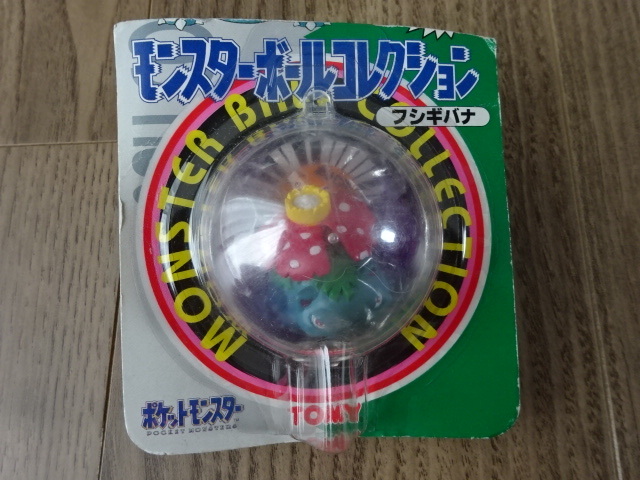 モンスターボールコレクション
フシギバナ
MONSTER BALL COLLECTION
ポケットモンスター
POCKET MONSTERS
TOMY